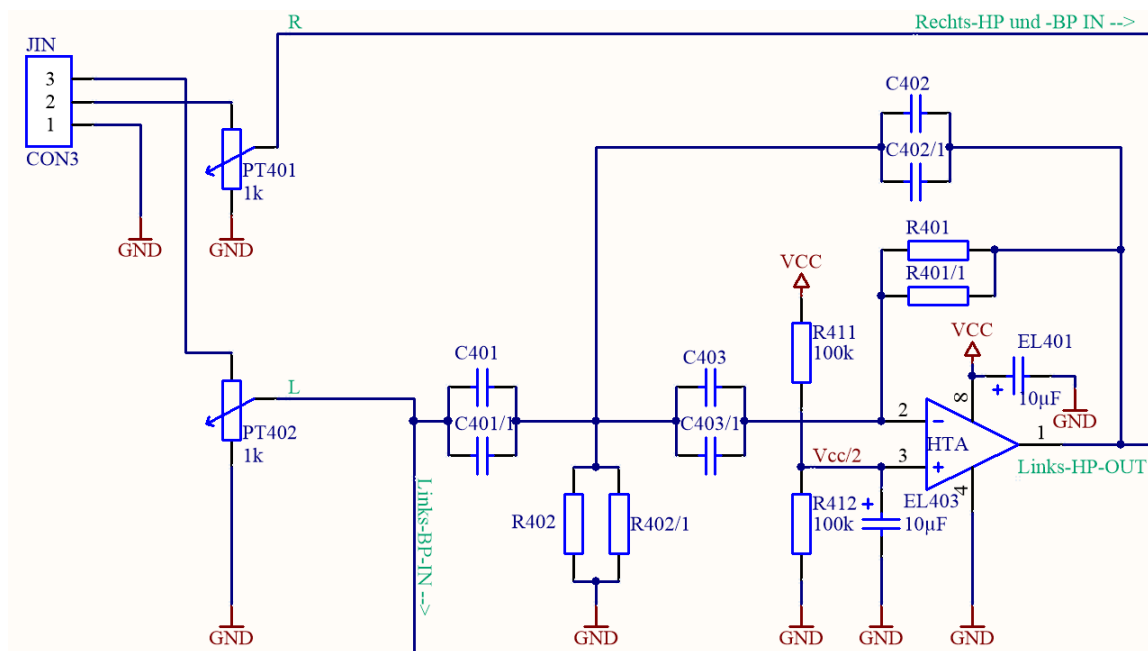 R
Rechts-HP und -BP IN -->
JIN
3
2
1
CON3
PT401
1k
GND
GND
C402
C402/1
R401
R401/1
VCC
R411
100k
VCC
EL401
10µF
GND
C401
C401/1
C403
C403/1
L
PT402
1k
2
3
8
4
1
HTA
Vcc/2
Links-HP-OUT
EL403
10µF
R412
100k
R402
R402/1
Links-BP-IN -->
GND
GND
GND
GND
GND